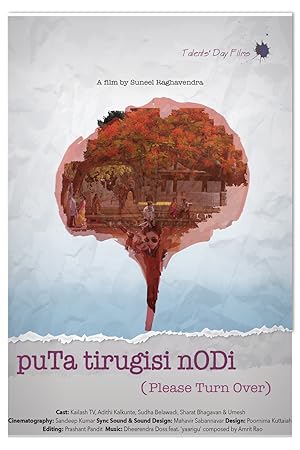 Talents' Day Films
A film by Suneel Raghavendra
puTa tirugisi nODi
(Please Turn Over)
Cast: Kailash TV, Adithi Kalkunte, Sudha Belawadi, Sharat Bhagavan & Umesh
Cinematography: Sandeep Kumar Sync Sound & Sound Design: Mahavir Sabannavar Design: Poornima Kuttaiah
Editing: Prashant Pandit Music: Dheerendra Doss feat. 'yaarigu' composed by Amrit Rao